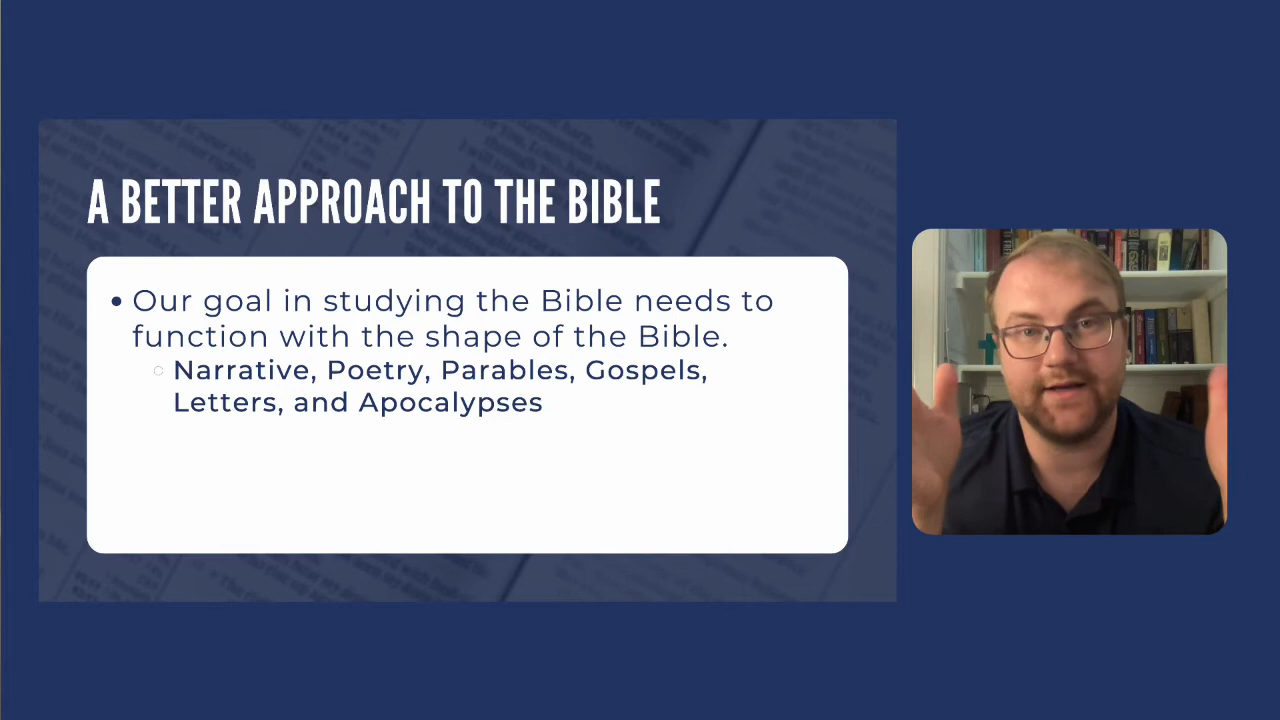 A BETTER APPROACH TO THE BIBLE
• Our goal in studying the Bible needs to
function with the shape of the Bible.
○ Narrative, Poetry, Parables, Gospels,
Letters, and Apocalypses